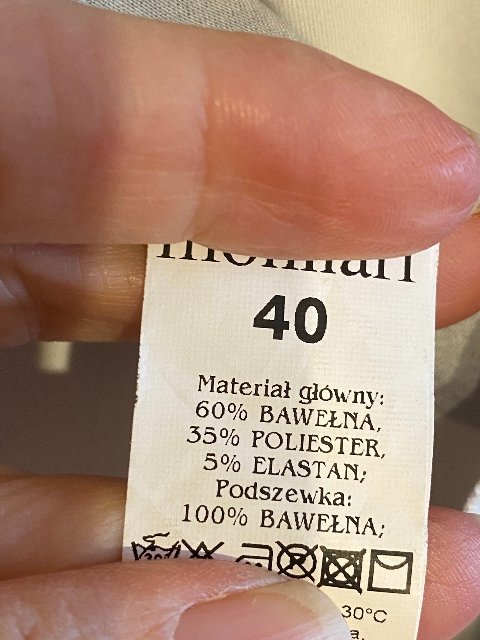 40
Materiał główny:
60% BAWEŁNA,
35% POLIESTER,
5% ELASTAN;
Podszewka:
100% BAWEŁNA;
30°C